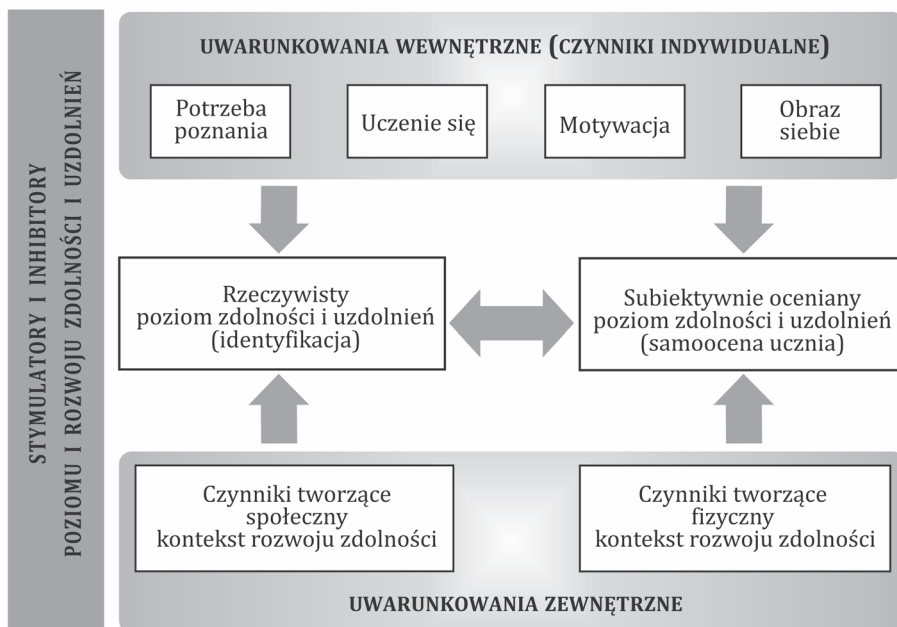 STYMULATORY I INHIBITORY
POZIOMU I ROZWOJU ZDOLNOŚCI I UZDOLNIEŃ
UWARUNKOWANIA WEWNĘTRZNE (CZYNNIKI INDYWIDUALNE)
Potrzeba
poznania
Uczenie się
Motywacja
Obraz
siebie
Rzeczywisty
poziom zdolności i uzdolnień
(identyfikacja)
Subiektywnie oceniany
poziom zdolności i uzdolnień
(samoocena ucznia)
Czynniki tworzące
społeczny
kontekst rozwoju zdolności
Czynniki tworzące
fizyczny
kontekst rozwoju zdolności
UWARUNKOWANIA ZEWNĘTRZNE